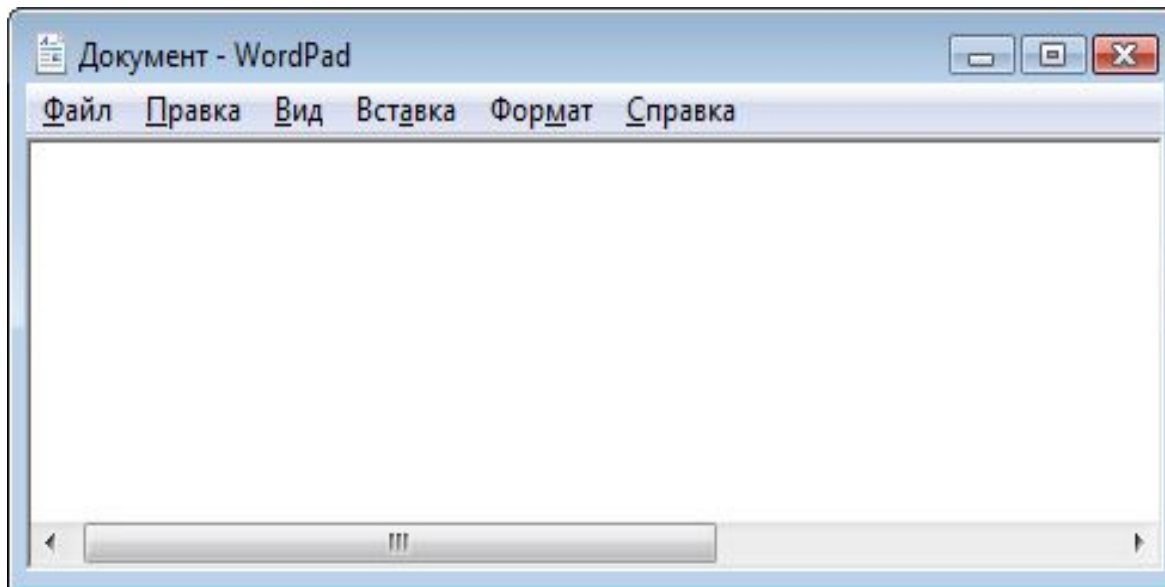 Документ - WordPad
Файл Правка Вид Вставка Формат Справка